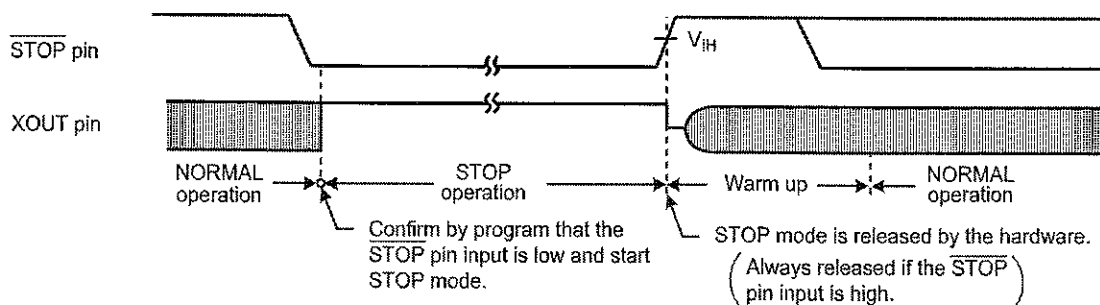 STOP pin
VIH
XOUT pin
NORMAL
operation
STOP
operation
Warm up
NORMAL
operation
Confirm by program that the
STOP pin input is low and start
STOP mode.
STOP mode is released by the hardware.
(Always released if the STOP
pin input is high.)